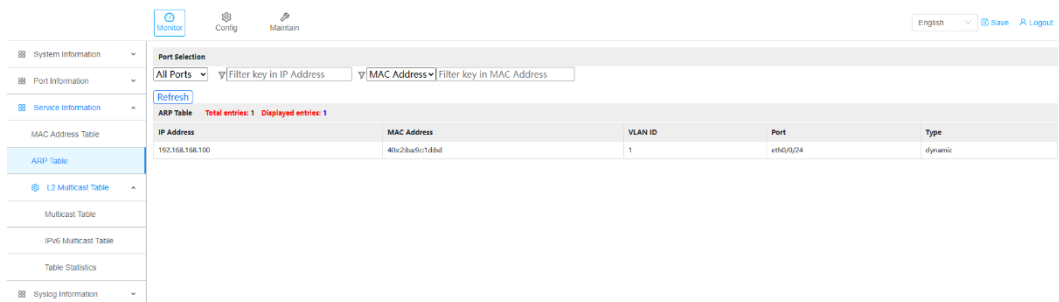 Monitor Config Maintain English Save Logout
System Information
Port Information
Service Information
MAC Address Table
ARP Table
L2 Multicast Table
Multicast Table
IPv6 Multicast Table
Table Statistics
Syslog Information
Port Selection
All Ports Filter key in IP Address MAC Address Filter key in MAC Address
Refresh
ARP Table Total entries: 1 Displayed entries: 1
IP Address MAC Address VLAN ID Port Type
192.168.168.100 40:c2:ba:9c:1d:bd 1 eth0/0/24 dynamic